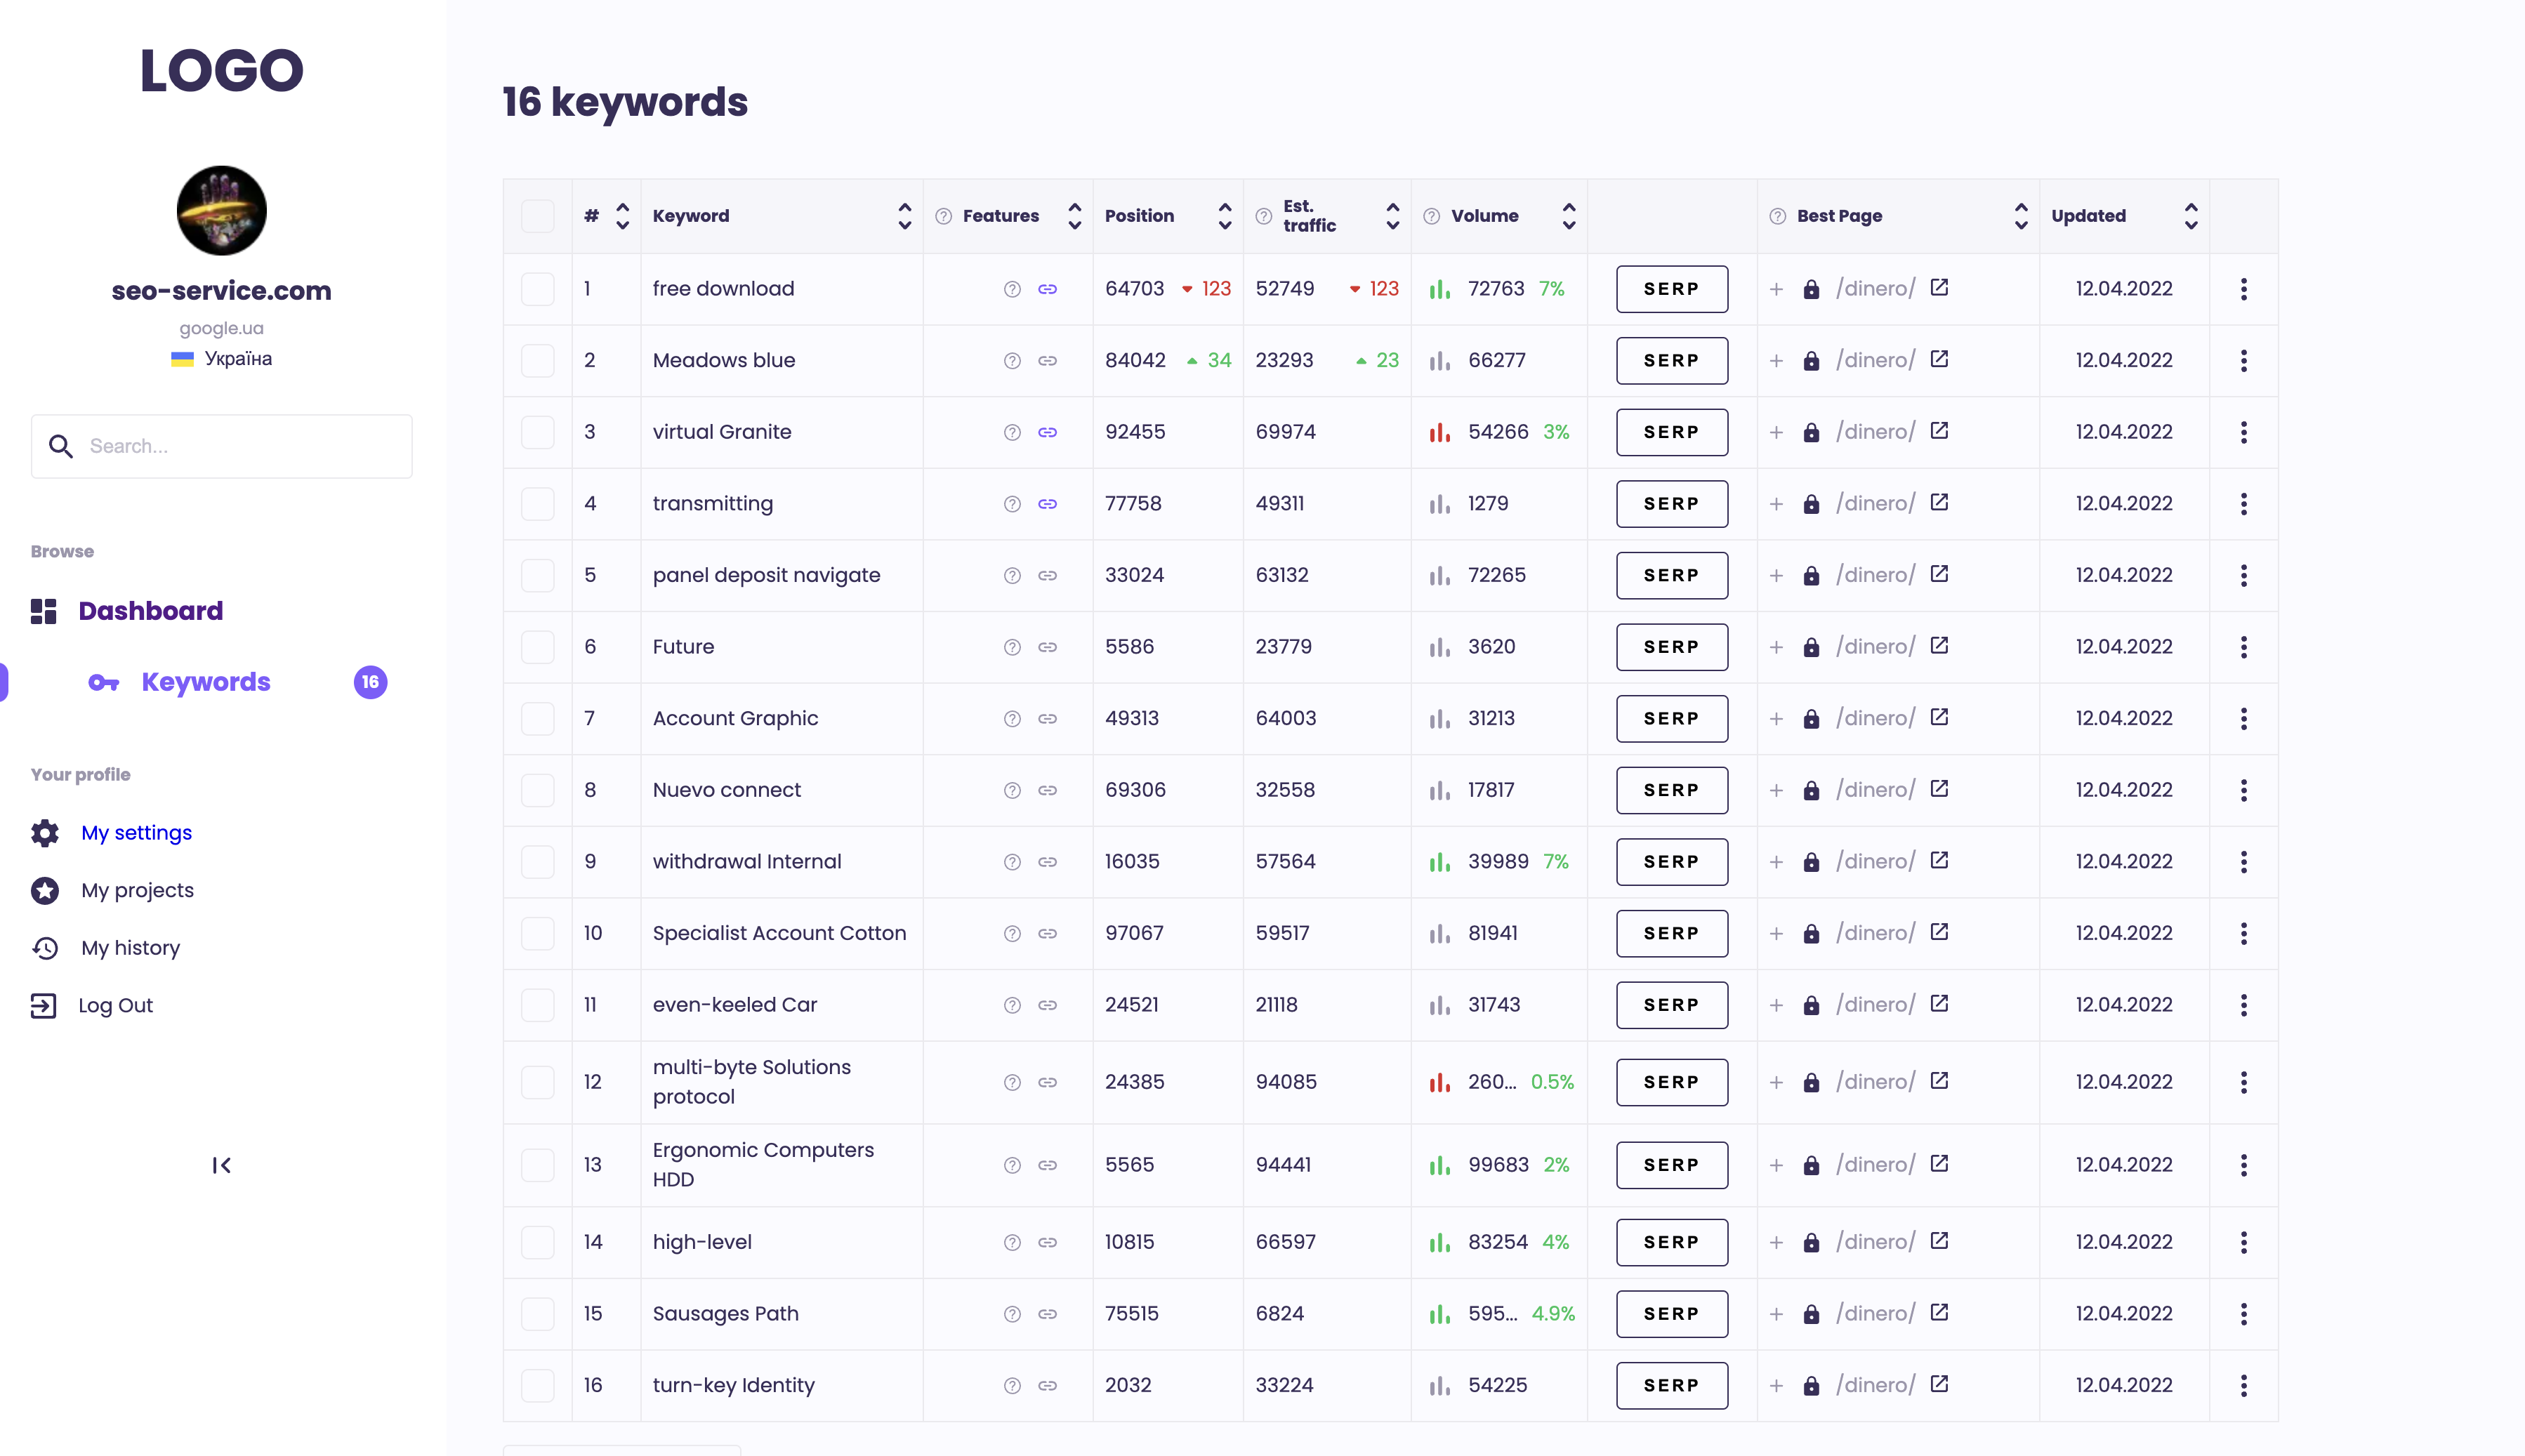 LOGO
seo-service.com
google.ua
Україна
Search...
Browse
Dashboard
Keywords 16
Your profile
My settings
My projects
My history
Log Out
16 keywords
# Keyword Features Position Est. traffic Volume Best Page Updated
1 free download 64703 123 52749 123 72763 7% SERP /dinero/ 12.04.2022
2 Meadows blue 84042 34 23293 23 66277 SERP /dinero/ 12.04.2022
3 virtual Granite 92455 69974 54266 3% SERP /dinero/ 12.04.2022
4 transmitting 77758 49311 1279 SERP /dinero/ 12.04.2022
5 panel deposit navigate 33024 63132 72265 SERP /dinero/ 12.04.2022
6 Future 5586 23779 3620 SERP /dinero/ 12.04.2022
7 Account Graphic 49313 64003 31213 SERP /dinero/ 12.04.2022
8 Nuevo connect 69306 32558 17817 SERP /dinero/ 12.04.2022
9 withdrawal Internal 16035 57564 39989 7% SERP /dinero/ 12.04.2022
10 Specialist Account Cotton 97067 59517 81941 SERP /dinero/ 12.04.2022
11 even-keeled Car 24521 21118 31743 SERP /dinero/ 12.04.2022
12 multi-byte Solutions protocol 24385 94085 260... 0.5% SERP /dinero/ 12.04.2022
13 Ergonomic Computers HDD 5565 94441 99683 2% SERP /dinero/ 12.04.2022
14 high-level 10815 66597 83254 4% SERP /dinero/ 12.04.2022
15 Sausages Path 75515 6824 595... 4.9% SERP /dinero/ 12.04.2022
16 turn-key Identity 2032 33224 54225 SERP /dinero/ 12.04.2022